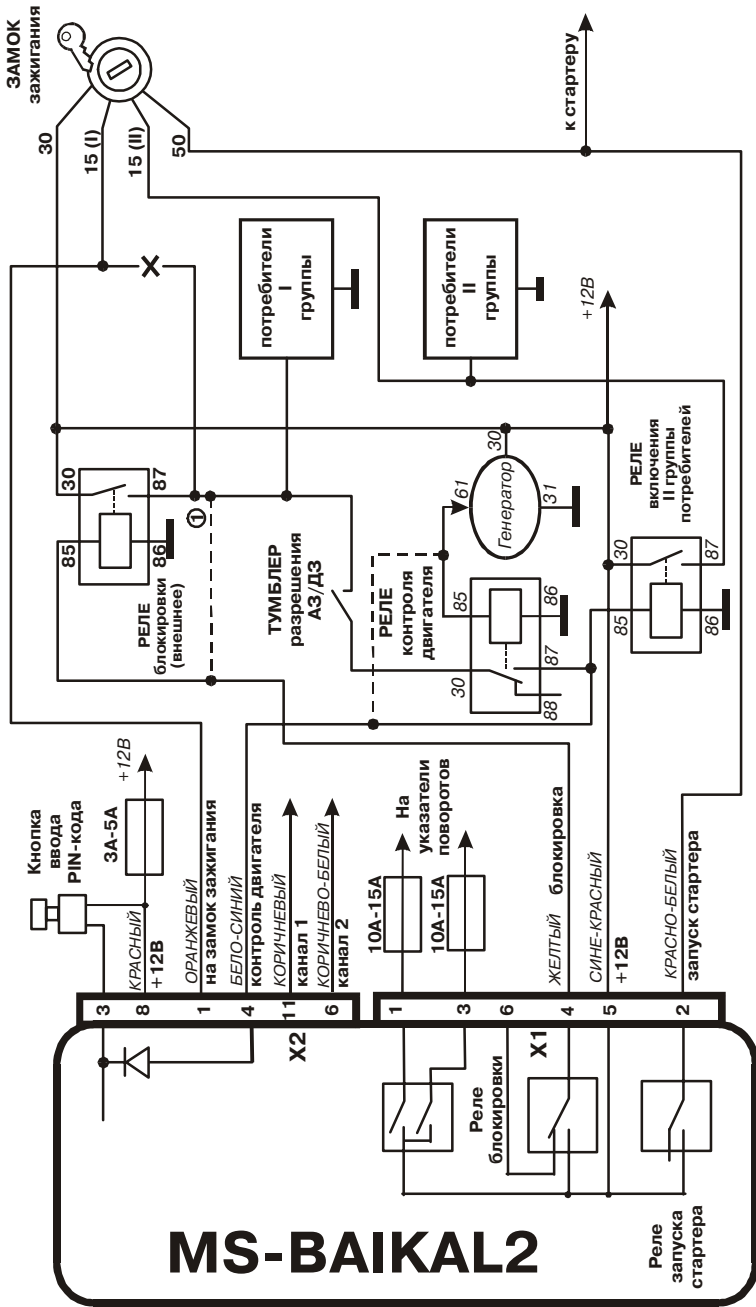 MS-BAIKAL2
Реле
запуска
стартера
Реле
блокировки
X2
X1
3
8
1
4
11
6
1
3
6
4
5
2
Кнопка
ввода
PIN-кода
КРАСНЫЙ
+12В
3А-5А
+12В
ОРАНЖЕВЫЙ
на замок зажигания
БЕЛО-СИНИЙ
контроль двигателя
КОРИЧНЕВЫЙ
канал 1
КОРИЧНЕВО-БЕЛЫЙ
канал 2
10А-15А
10А-15А
На
указатели
поворотов
ЖЕЛТЫЙ блокировка
СИНЕ-КРАСНЫЙ
+12В
КРАСНО-БЕЛЫЙ
запуск стартера
РЕЛЕ
блокировки
(внешнее)
85
30
86
87
1
ТУМБЛЕР
разрешения
АЗ/ДЗ
РЕЛЕ
контроля
двигателя
30
85
88
87
86
61
30
31
Генератор
РЕЛЕ
включения
II группы
потребителей
85
30
86
87
+12В
потребители
I
группы
потребители
II
группы
ЗАМОК
зажигания
30
15 (I)
15 (II)
50
к стартеру